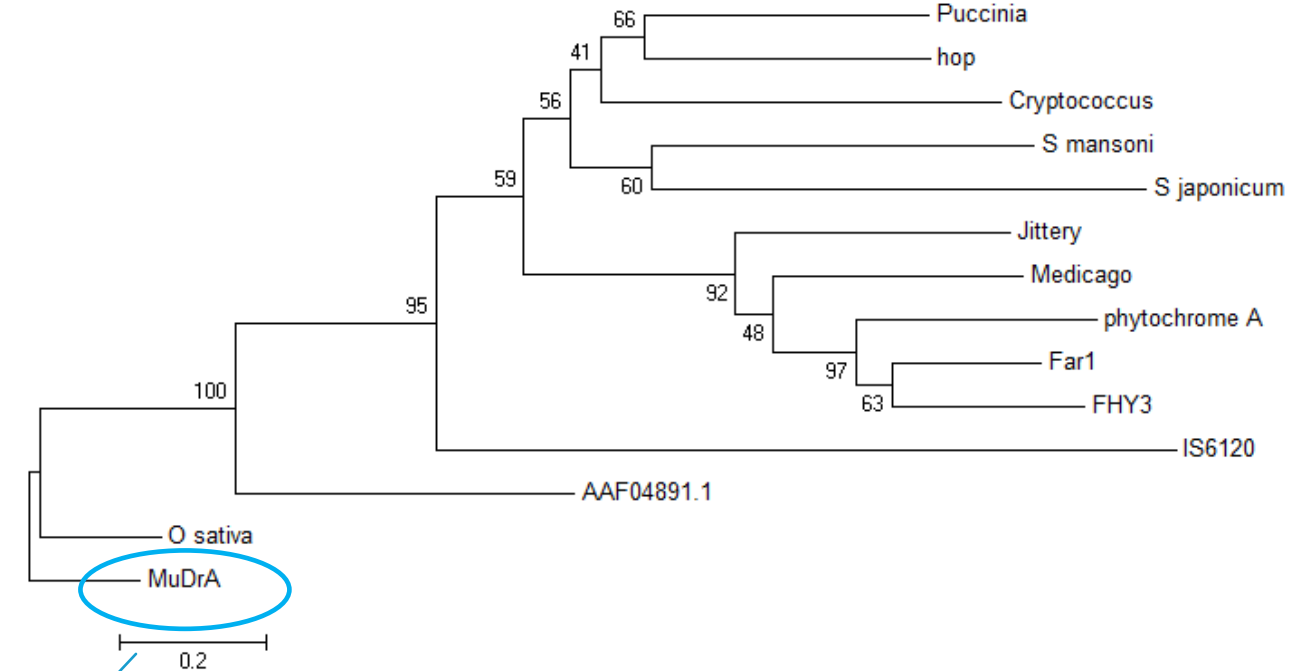 Puccinia
66
hop
41
Cryptococcus
56
S mansoni
60
S japonicum
59
Jittery
92
Medicago
48
95
phytochrome A
97
Far1
63
FHY3
100
IS6120
AAF04891.1
O sativa
MuDrA
0.2